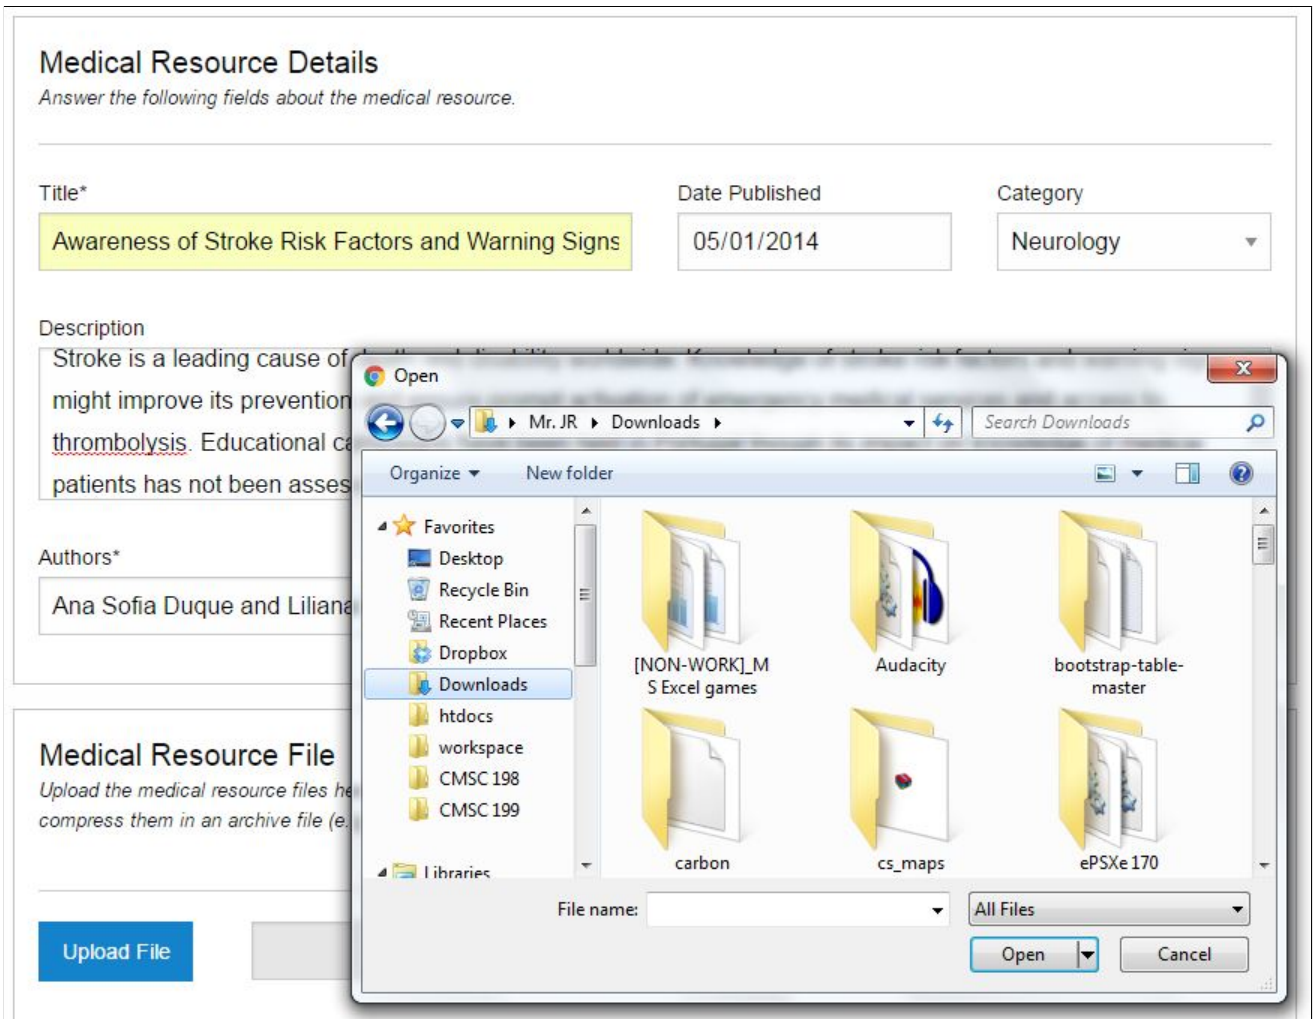 Medical Resource Details
Answer the following fields about the medical resource.
Title*
Date Published
Category
Awareness of Stroke Risk Factors and Warning Signs
05/01/2014
Neurology
Description
Stroke is a leading cause of
might improve its prevention
thrombolysis. Educational ca
patients has not been asses
Authors*
Ana Sofia Duque and Liliana
Medical Resource File
Upload the medical resource files he
compress them in an archive file (e.
Upload File
Open
Mr. JR
Downloads
Search Downloads
Organize
New folder
Favorites
Desktop
Recycle Bin
Recent Places
Dropbox
Downloads
htdocs
workspace
CMSC 198
CMSC 199
Libraries
[NON-WORK]_M
S Excel games
Audacity
bootstrap-table-
master
carbon
cs_maps
ePSXe 170
File name:
All Files
Open
Cancel